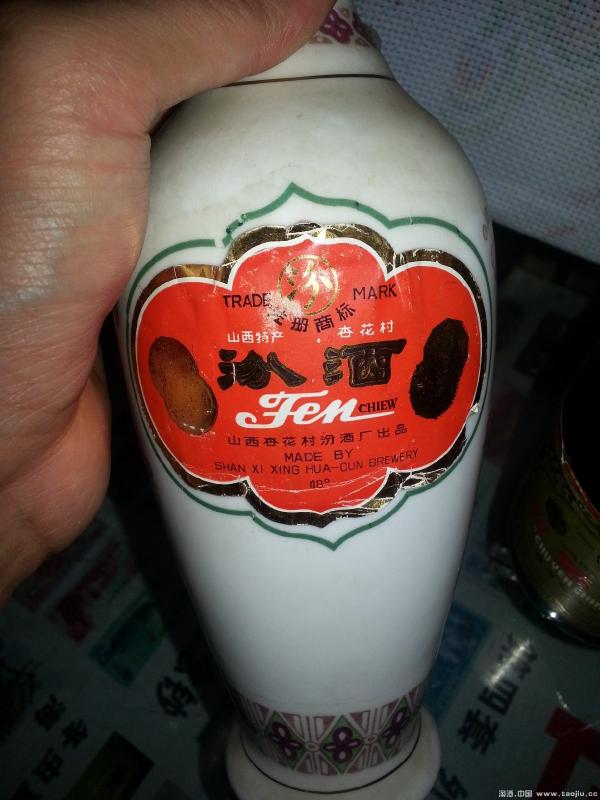 汾
TRADE MARK
注册商标
山西特产 杏花村
汾酒
Fen CHIEW
山西杏花村汾酒厂出品
MADE BY
SHAN XI XING HUA-CUN BREWERY
48°
淘酒.中国 www.taojiu.cc